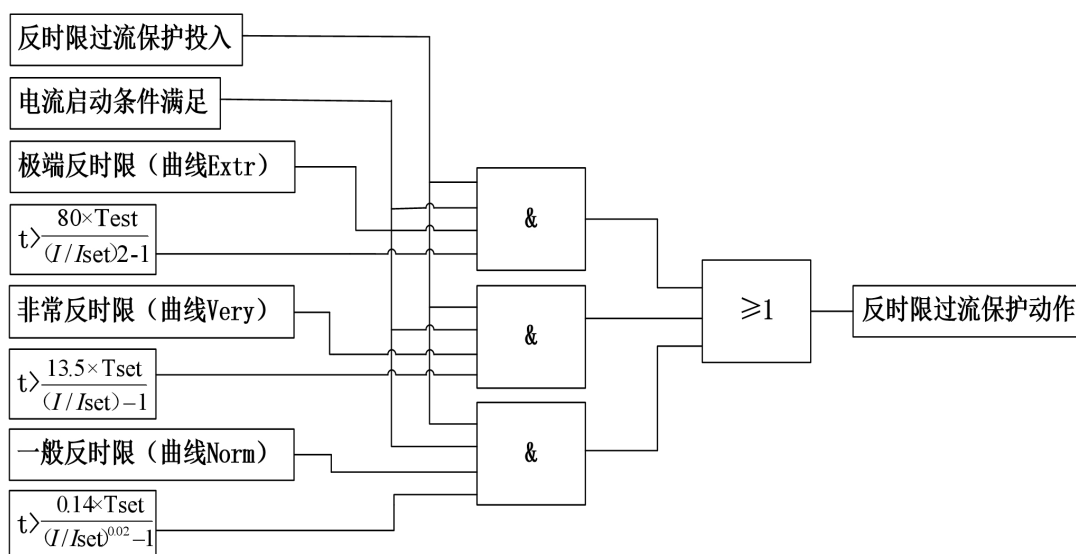 反时限过流保护投入
电流启动条件满足
极端反时限（曲线Extr）
t>80×Test
(I/Iset)2-1
非常反时限（曲线Very）
t>13.5×Tset
(I/Iset)-1
一般反时限（曲线Norm）
t>0.14×Tset
(I/Iset)^0.02-1
&
&
&
≥1
反时限过流保护动作